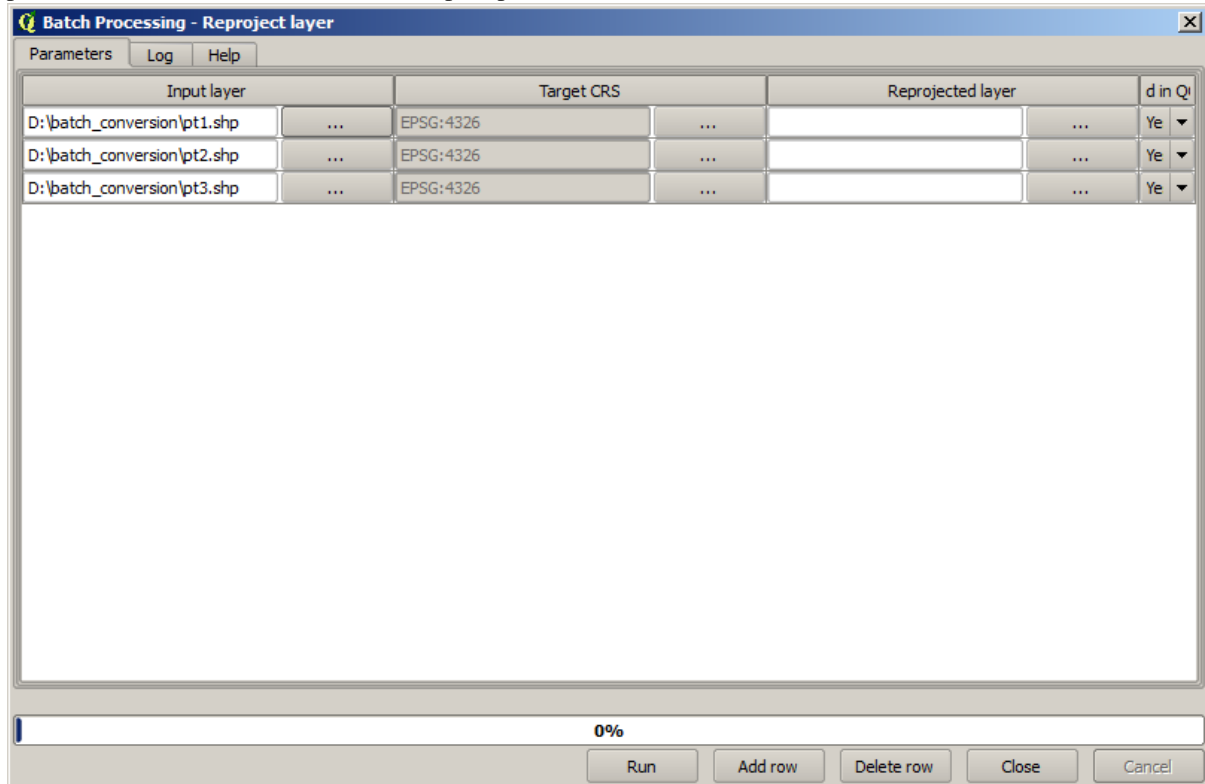 Batch Processing - Reproject layer
Parameters Log Help
Input layer Target CRS Reprojected layer d in Q
D:\batch_conversion\pt1.shp ... EPSG:4326 ... ... Ye
D:\batch_conversion\pt2.shp ... EPSG:4326 ... ... Ye
D:\batch_conversion\pt3.shp ... EPSG:4326 ... ... Ye
0%
Run Add row Delete row Close Cancel